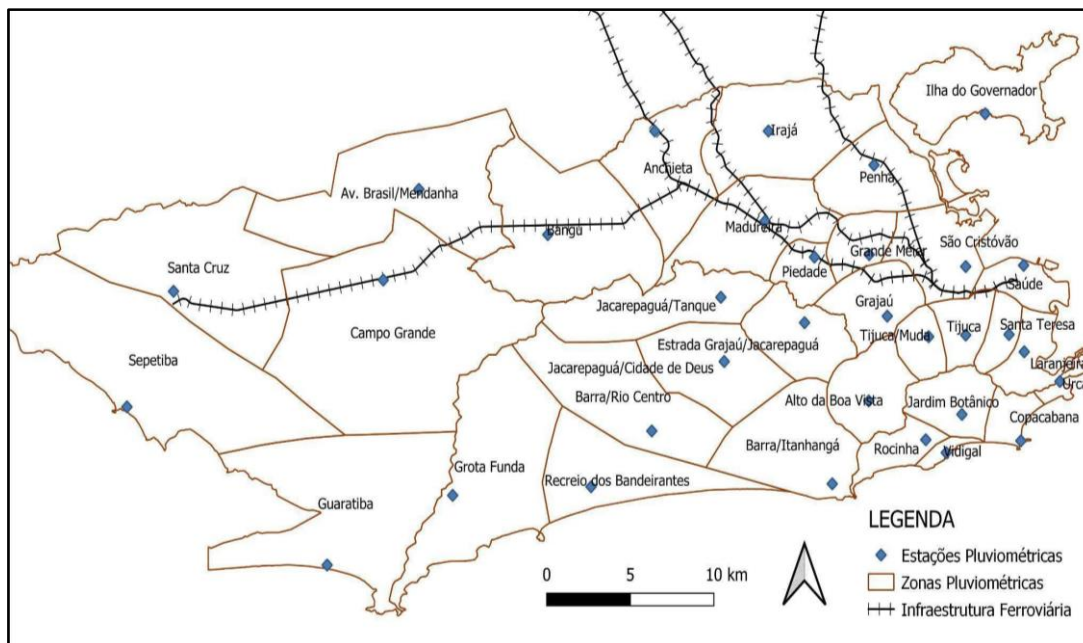 Ilha do Governador
Irajá
Anchieta
Penha
Av. Brasil/Mendanha
Bangú
Madureira
Grande Méier
São Cristóvão
Piedade
Santa Cruz
Saúde
Jacarepaguá/Tanque
Grajaú
Campo Grande
Tijuca/Muda
Tijuca
Santa Teresa
Estrada Grajaú/Jacarepaguá
Sepetiba
Jacarepaguá/Cidade de Deus
Laranjeira
Urca
Barra/Rio Centro
Alto da Boa Vista
Jardim Botânico
Copacabana
Barra/Itanhangá
Rocinha
Vidigal
Grota Funda
Recreio dos Bandeirantes
Guaratiba
LEGENDA
Estações Pluviométricas
Zonas Pluviométricas
Infraestrutura Ferroviária
0 5 10 km